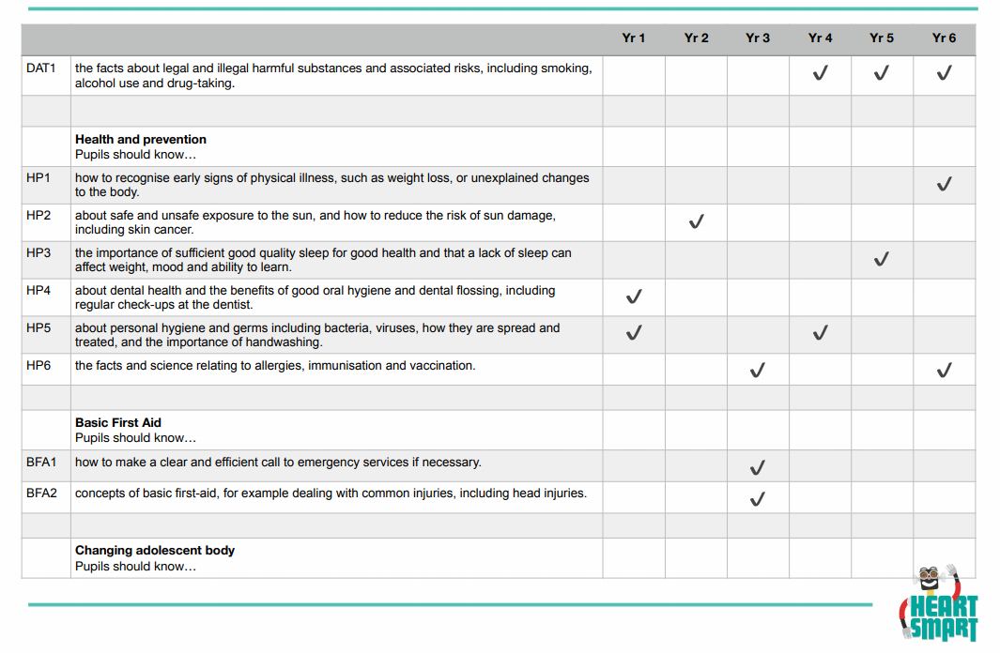 Yr 1 Yr 2 Yr 3 Yr 4 Yr 5 Yr 6
DAT1 the facts about legal and illegal harmful substances and associated risks, including smoking,
alcohol use and drug-taking.
Health and prevention
Pupils should know…
HP1 how to recognise early signs of physical illness, such as weight loss, or unexplained changes
to the body.
HP2 about safe and unsafe exposure to the sun, and how to reduce the risk of sun damage,
including skin cancer.
HP3 the importance of sufficient good quality sleep for good health and that a lack of sleep can
affect weight, mood and ability to learn.
HP4 about dental health and the benefits of good oral hygiene and dental flossing, including
regular check-ups at the dentist.
HP5 about personal hygiene and germs including bacteria, viruses, how they are spread and
treated, and the importance of handwashing.
HP6 the facts and science relating to allergies, immunisation and vaccination.
Basic First Aid
Pupils should know…
BFA1 how to make a clear and efficient call to emergency services if necessary.
BFA2 concepts of basic first-aid, for example dealing with common injuries, including head injuries.
Changing adolescent body
Pupils should know…
HEART
SMART